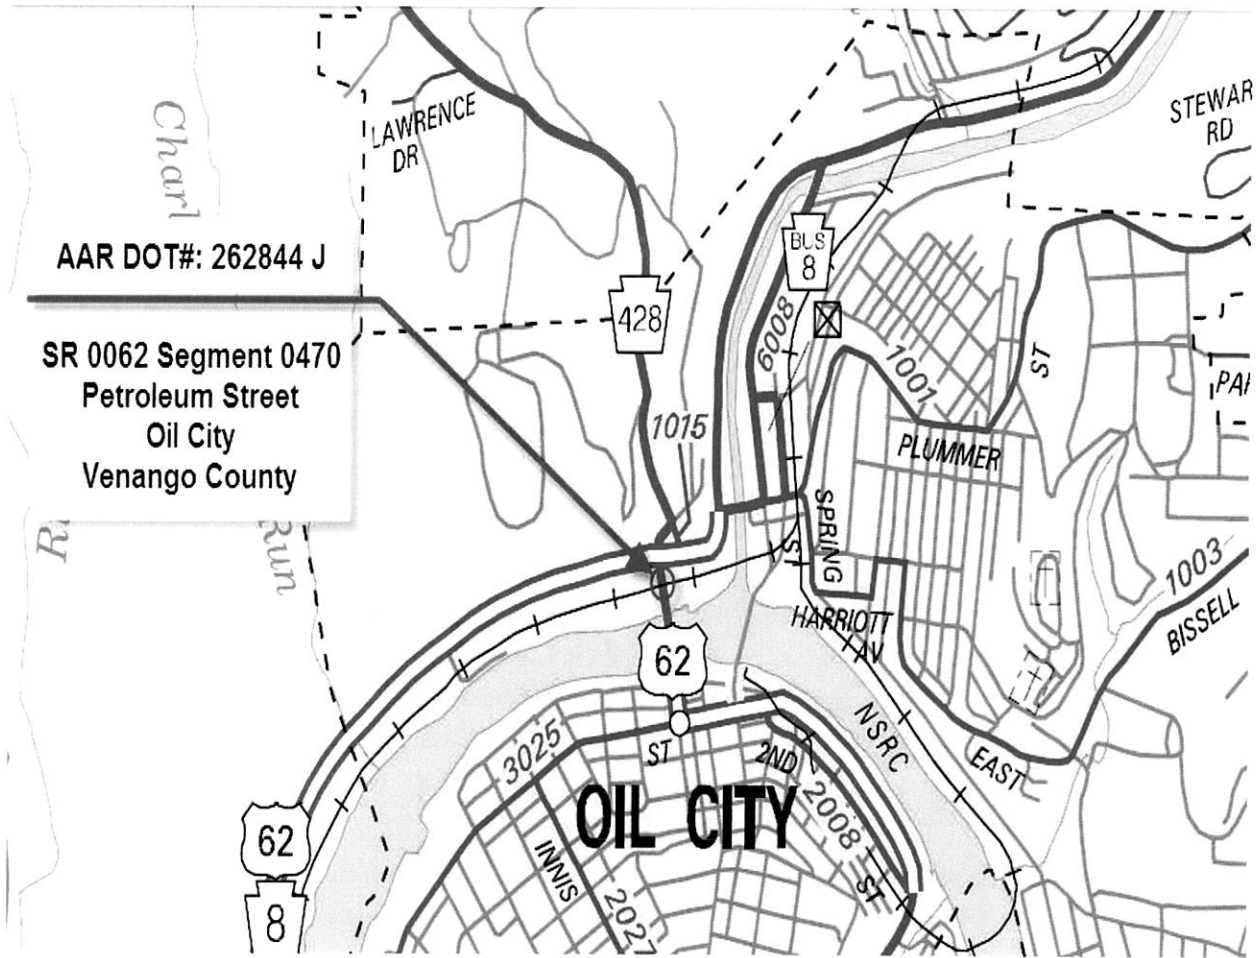 Charl
LAWRENCE
DR
STEWAR
RD
AAR DOT#: 262844 J
BUS
8
428
6008
SR 0062 Segment 0470
Petroleum Street
Oil City
Venango County
1001
ST
PAR
1015
PLUMMER
SPRING
ST
Run
1003
BISSELL
HARRIOTT
AV
62
NSRC
3025
ST
2ND
EAST
OIL CITY
2008
ST
62
8
INNIS
2027